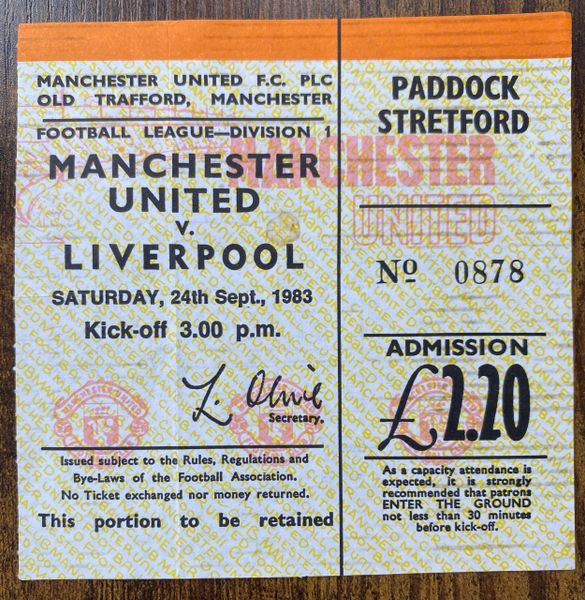 MANCHESTER UNITED F.C. PLC
OLD TRAFFORD, MANCHESTER
FOOTBALL LEAGUE—DIVISION 1
MANCHESTER
UNITED
v.
LIVERPOOL
SATURDAY, 24th Sept., 1983
Kick-off 3.00 p.m.
Secretary.
Issued subject to the Rules, Regulations and
Bye-Laws of the Football Association.
No Ticket exchanged nor money returned.
This portion to be retained
PADDOCK
STRETFORD
MANCHESTER
UNITED
Nº 0878
ADMISSION
£2.20
As a capacity attendance is
expected, it is strongly
recommended that patrons
ENTER THE GROUND
not less than 30 minutes
before kick-off.